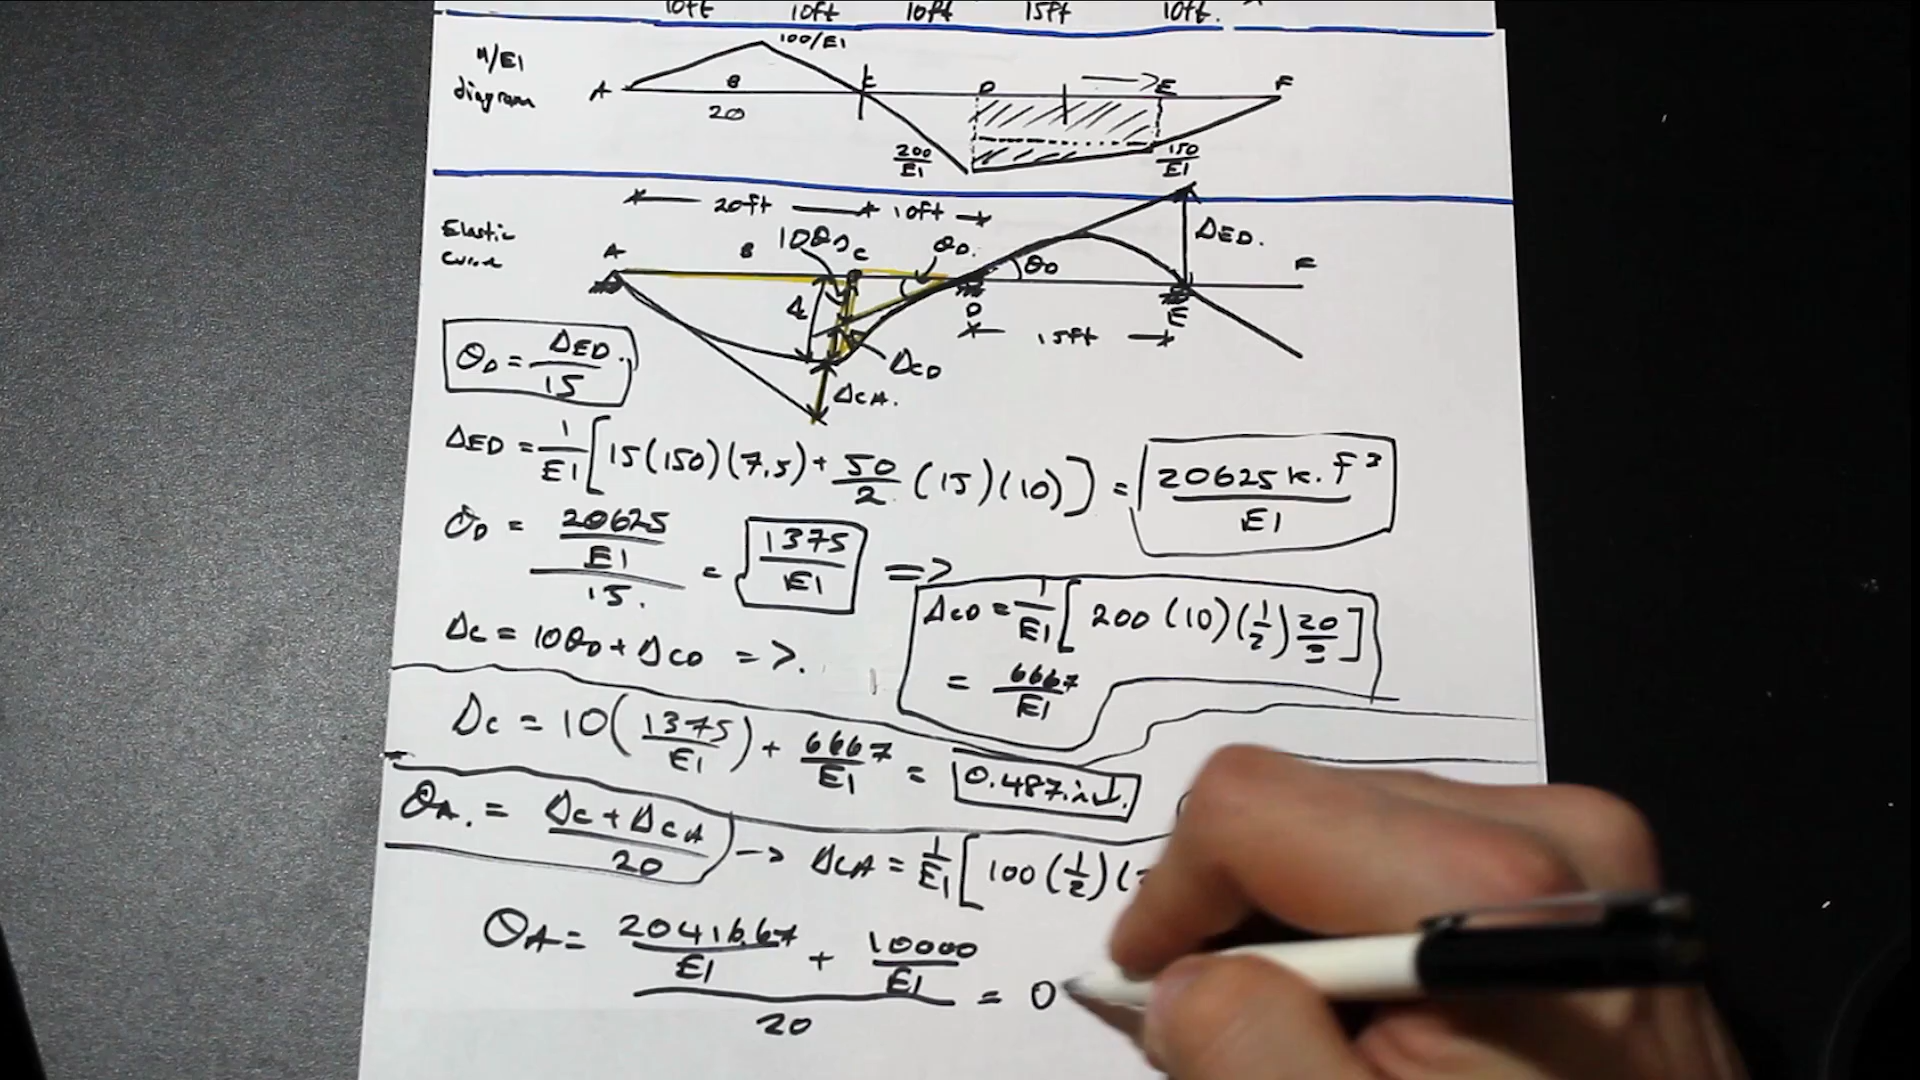 10ft 10ft 10ft 15ft 10ft.
M/EI diagram
100/EI
A B C D E F
20
200/EI
150/EI
20ft 10ft
Elastic curve
A B 10θD C θD. θD ΔED. F
Δc
D E
15ft
ΔCD
ΔCA.
θD = ΔED. / 15
ΔED = 1/EI [15(150)(7.5) + 50/2 (15)(10)] = 20625 k.f³ / EI
θD = 20625/EI / 15. = 1375/EI =>
ΔCD = 1/EI [200 (10)(1/2) 20/3]
= 6667/EI
Δc = 10θD + ΔCD =>.
Δc = 10(1375/EI) + 6667/EI = 0.487in↓.
θA. = Δc + ΔCA / 20 -> ΔCA = 1/EI [100 (1/2)(
θA = 20416.67/EI + 10000/EI / 20 = 0